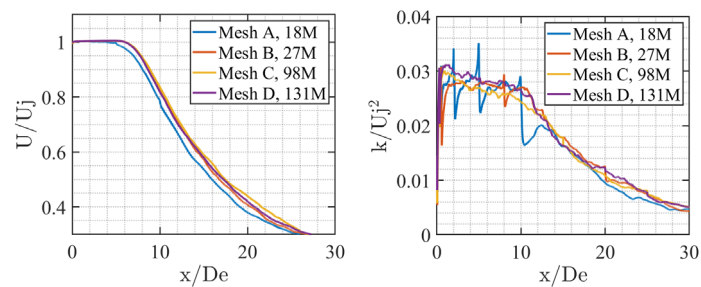 1
0.8
0.6
0.4
0
10
20
30
U/Uj
x/De
Mesh A, 18M
Mesh B, 27M
Mesh C, 98M
Mesh D, 131M
0.04
0.03
0.02
0.01
0
0
10
20
30
k/Uj²
x/De
Mesh A, 18M
Mesh B, 27M
Mesh C, 98M
Mesh D, 131M